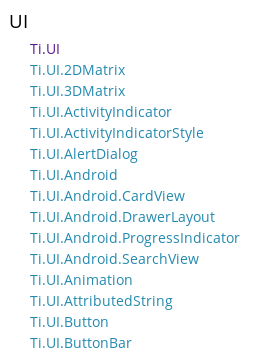 UI
Ti.UI
Ti.UI.2DMatrix
Ti.UI.3DMatrix
Ti.UI.ActivityIndicator
Ti.UI.ActivityIndicatorStyle
Ti.UI.AlertDialog
Ti.UI.Android
Ti.UI.Android.CardView
Ti.UI.Android.DrawerLayout
Ti.UI.Android.ProgressIndicator
Ti.UI.Android.SearchView
Ti.UI.Animation
Ti.UI.AttributedString
Ti.UI.Button
Ti.UI.ButtonBar